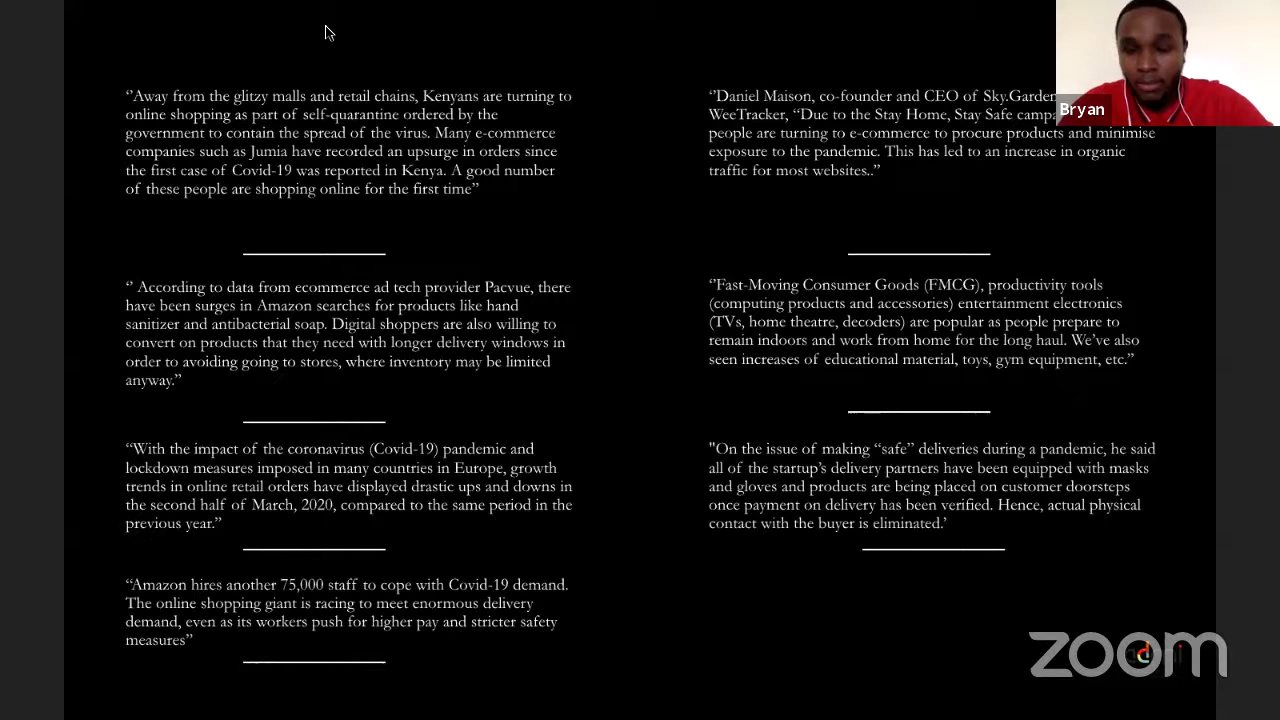 ‘’Away from the glitzy malls and retail chains, Kenyans are turning to
online shopping as part of self-quarantine ordered by the
government to contain the spread of the virus. Many e-commerce
companies such as Jumia have recorded an upsurge in orders since
the first case of Covid-19 was reported in Kenya. A good number
of these people are shopping online for the first time”
‘’ According to data from ecommerce ad tech provider Pacvue, there
have been surges in Amazon searches for products like hand
sanitizer and antibacterial soap. Digital shoppers are also willing to
convert on products that they need with longer delivery windows in
order to avoiding going to stores, where inventory may be limited
anyway.”
“With the impact of the coronavirus (Covid-19) pandemic and
lockdown measures imposed in many countries in Europe, growth
trends in online retail orders have displayed drastic ups and downs in
the second half of March, 2020, compared to the same period in the
previous year.”
“Amazon hires another 75,000 staff to cope with Covid-19 demand.
The online shopping giant is racing to meet enormous delivery
demand, even as its workers push for higher pay and stricter safety
measures”
‘’Daniel Maison, co-founder and CEO of Sky.Garden
WeeTracker, “Due to the Stay Home, Stay Safe
people are turning to e-commerce to procure products and minimise
exposure to the pandemic. This has led to an increase in organic
traffic for most websites..”
‘’Fast-Moving Consumer Goods (FMCG), productivity tools
(computing products and accessories) entertainment electronics
(TVs, home theatre, decoders) are popular as people prepare to
remain indoors and work from home for the long haul. We’ve also
seen increases of educational material, toys, gym equipment, etc.”
"On the issue of making “safe” deliveries during a pandemic, he said
all of the startup’s delivery partners have been equipped with masks
and gloves and products are being placed on customer doorsteps
once payment on delivery has been verified. Hence, actual physical
contact with the buyer is eliminated.’
Bryan
zoom